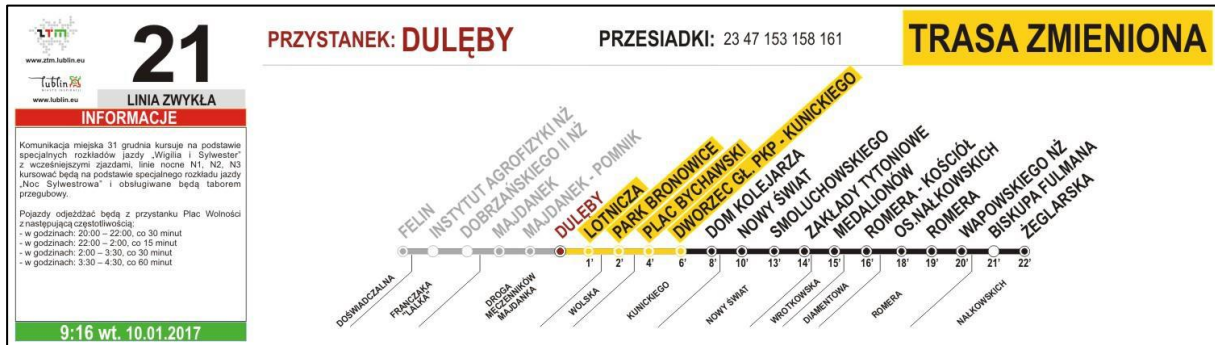 ztm
www.ztm.lublin.eu
lublin
www.lublin.eu
21
LINIA ZWYKŁA
INFORMACJE
Komunikacja miejska 31 grudnia kursuje na podstawie
specjalnych rozkładów jazdy „Wigilia i Sylwester”
z wcześniejszymi zjazdami, linie nocne N1, N2, N3
kursować będą na podstawie specjalnego rozkładu jazdy
„Noc Sylwestrowa” i obsługiwane będą taborem
przegubowy.
Pojazdy odjeżdżać będą z przystanku Plac Wolności
z następującą częstotliwością:
- w godzinach: 20:00 – 22:00, co 30 minut
- w godzinach: 22:00 – 2:00, co 15 minut
- w godzinach: 2:00 – 3:30, co 30 minut
- w godzinach: 3:30 – 4:30, co 60 minut
9:16 wt. 10.01.2017
PRZYSTANEK: DULĘBY
PRZESIADKI: 23 47 153 158 161
TRASA ZMIENIONA
FELIN
INSTYTUT AGROFIZYKI NŻ
DOBRZAŃSKIEGO II NŻ
MAJDANEK
MAJDANEK - POMNIK
DULĘBY
LOTNICZA
PARK BRONOWICE
PLAC BYCHAWSKI
DWORZEC GŁ. PKP - KUNICKIEGO
DOM KOLEJARZA
NOWY ŚWIAT
SMOLUCHOWSKIEGO
ZAKŁADY TYTONIOWE
MEDALIONÓW
ROMERA - KOŚCIÓŁ
OS.NAŁKOWSKICH
ROMERA
WAPOWSKIEGO NŻ
BISKUPA FULMANA
ŻEGLARSKA
1' 2' 4' 6' 8' 10' 13' 14' 15' 16' 18' 19' 20' 21' 22'
DOŚWIADCZALNA
FRANCZAKA
"LALKA"
DROGA
MĘCZENNIKÓW
MAJDANKA
WOLSKA
KUNICKIEGO
NOWY ŚWIAT
WROTKOWSKA
DIAMENTOWA
ROMERA
NAŁKOWSKICH